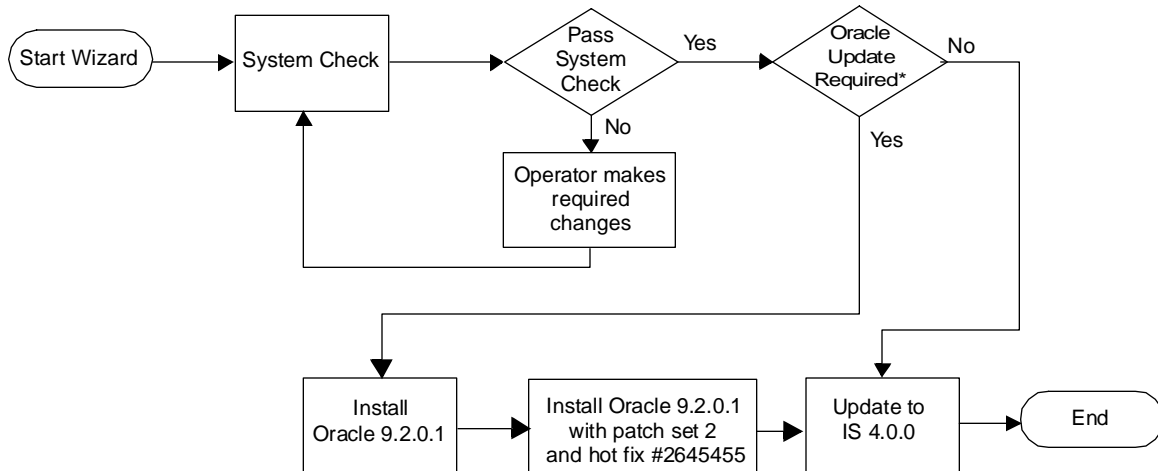 Start Wizard
System Check
Pass
System
Check
Yes
Oracle
Update
Required*
No
No
Yes
Operator makes
required
changes
Install
Oracle 9.2.0.1
Install Oracle 9.2.0.1
with patch set 2
and hot fix #2645455
Update to
IS 4.0.0
End